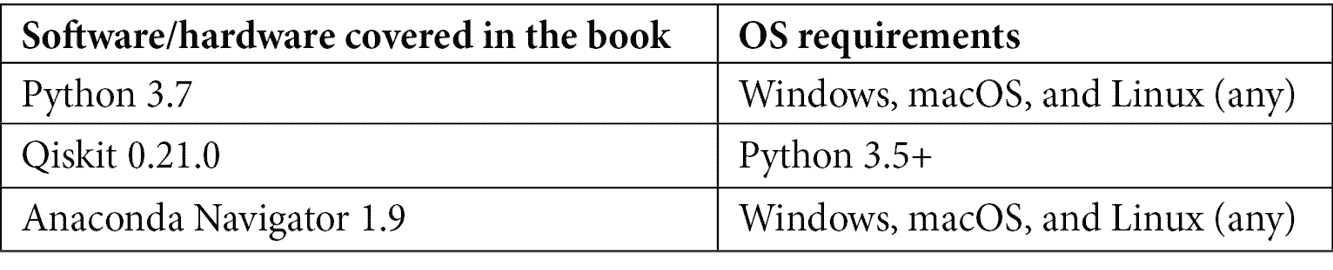 Software/hardware covered in the book OS requirements
Python 3.7 Windows, macOS, and Linux (any)
Qiskit 0.21.0 Python 3.5+
Anaconda Navigator 1.9 Windows, macOS, and Linux (any)